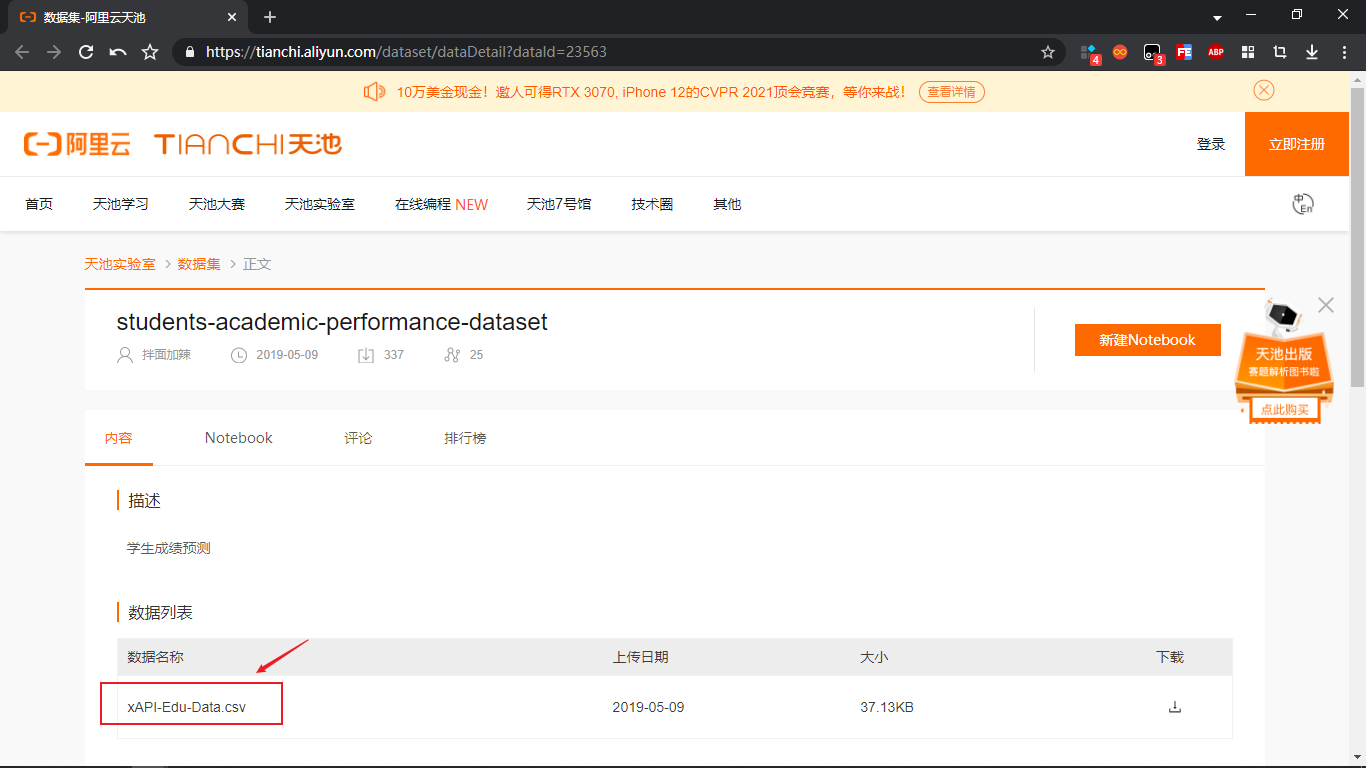 数据集-阿里云天池
https://tianchi.aliyun.com/dataset/dataDetail?dataId=23563
4
3
FE
ABP
10万美金现金！邀人可得RTX 3070, iPhone 12的CVPR 2021顶会竞赛，等你来战！ 查看详情
阿里云 TIANCHI天池
登录
立即注册
首页 天池学习 天池大赛 天池实验室 在线编程 NEW 天池7号馆 技术圈 其他
中 En
天池实验室 > 数据集 > 正文
students-academic-performance-dataset
拌面加辣 2019-05-09 337 25
新建Notebook
天池出版
赛题解析图书啦
点此购买
内容 Notebook 评论 排行榜
描述
学生成绩预测
数据列表
数据名称 上传日期 大小 下载
xAPI-Edu-Data.csv 2019-05-09 37.13KB